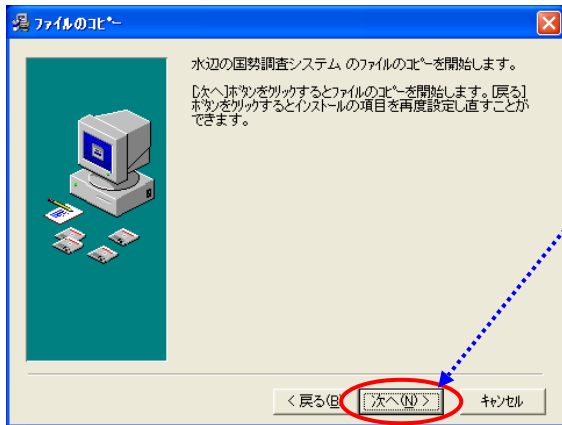 ファイルのコピー
水辺の国勢調査システム のファイルのコピーを開始します。
[次へ]ボタンをクリックするとファイルのコピーを開始します。[戻る]
ボタンをクリックするとインストールの項目を再度設定し直すことが
できます。
< 戻る(B)
次へ(N) >
キャンセル